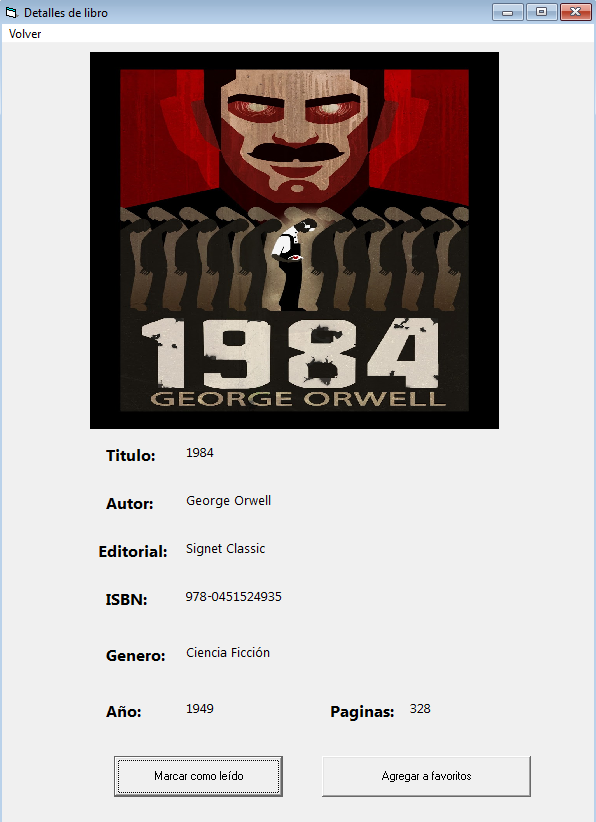 Detalles de libro
Volver
1984
GEORGE ORWELL
Titulo: 1984
Autor: George Orwell
Editorial: Signet Classic
ISBN: 978-0451524935
Genero: Ciencia Ficción
Año: 1949 Paginas: 328
Marcar como leído Agregar a favoritos